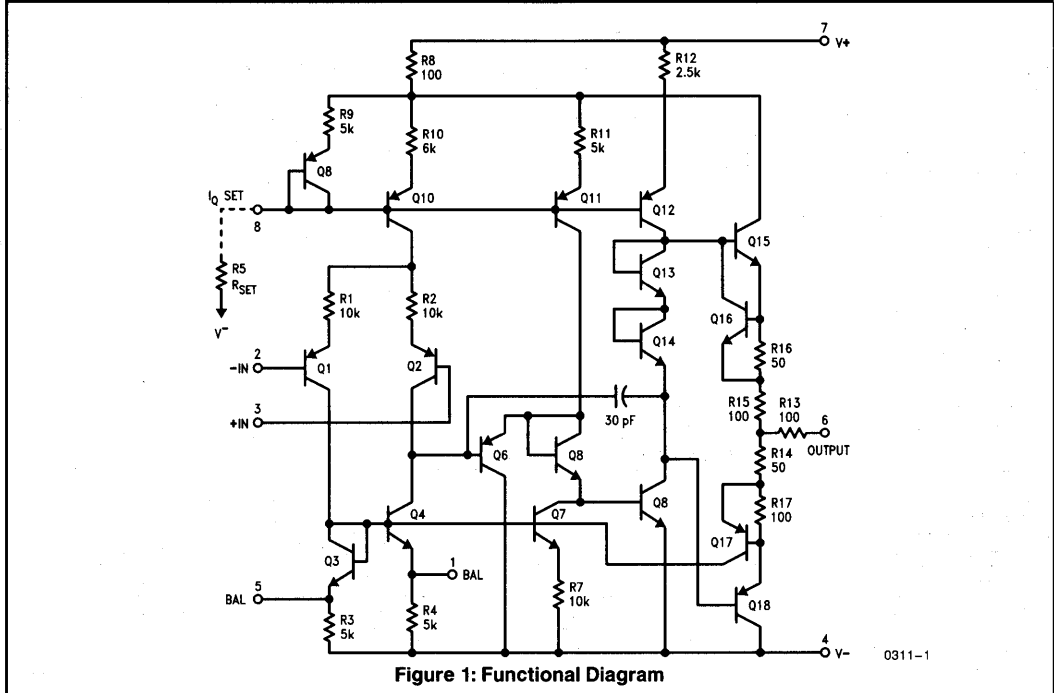 7
V+
R8
100
R12
2.5k
R9
5k
R10
6k
R11
5k
Q8
IQ SET
8
Q10
Q11
Q12
Q15
Q13
R5
RSET
V−
R1
10k
R2
10k
Q16
Q14
R16
50
2
−IN
Q1
Q2
3
+IN
30 pF
R15
100
R13
100
6
OUTPUT
R14
50
Q6
Q8
Q8
R17
100
Q4
Q7
Q17
Q3
1
BAL
5
BAL
R3
5k
R4
5k
R7
10k
Q18
4
V−
0311–1
Figure 1: Functional Diagram